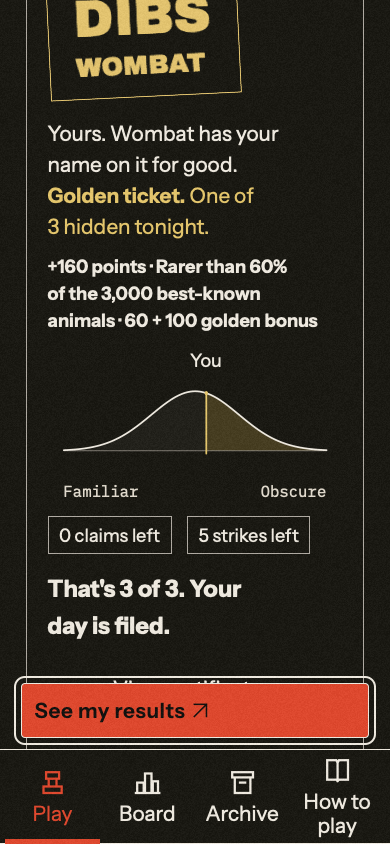 DIBS
WOMBAT
Yours. Wombat has your
name on it for good.
Golden ticket. One of
3 hidden tonight.
+160 points · Rarer than 60%
of the 3,000 best-known
animals · 60 + 100 golden bonus
You
Familiar Obscure
0 claims left 5 strikes left
That's 3 of 3. Your
day is filed.
See my results ↗
Play Board Archive How to
play